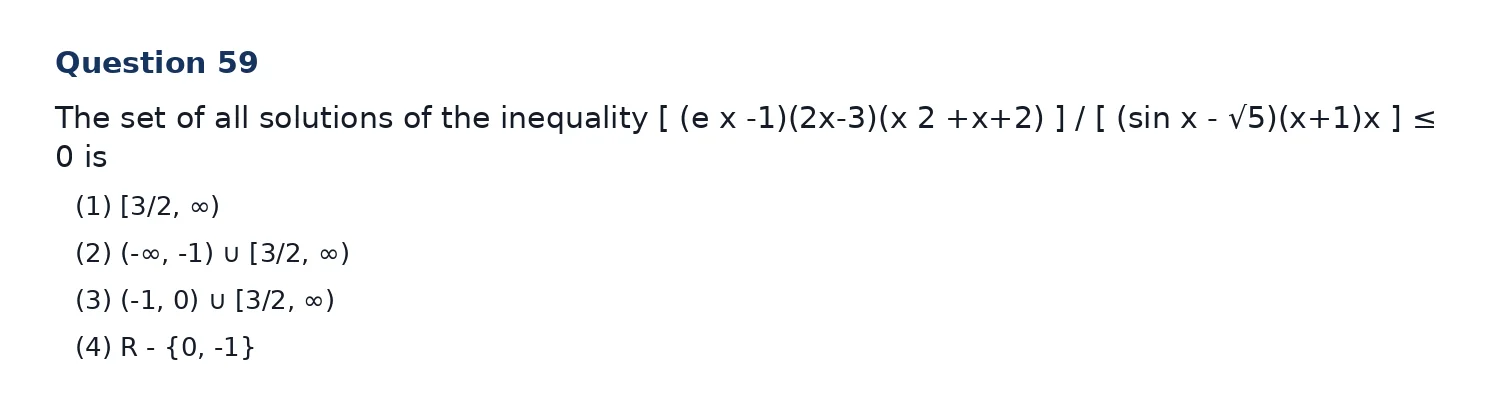 Question 59
The set of all solutions of the inequality [ (e x -1)(2x-3)(x 2 +x+2) ] / [ (sin x - √5)(x+1)x ] ≤
0 is
(1) [3/2, ∞)
(2) (-∞, -1) ∪ [3/2, ∞)
(3) (-1, 0) ∪ [3/2, ∞)
(4) R - {0, -1}